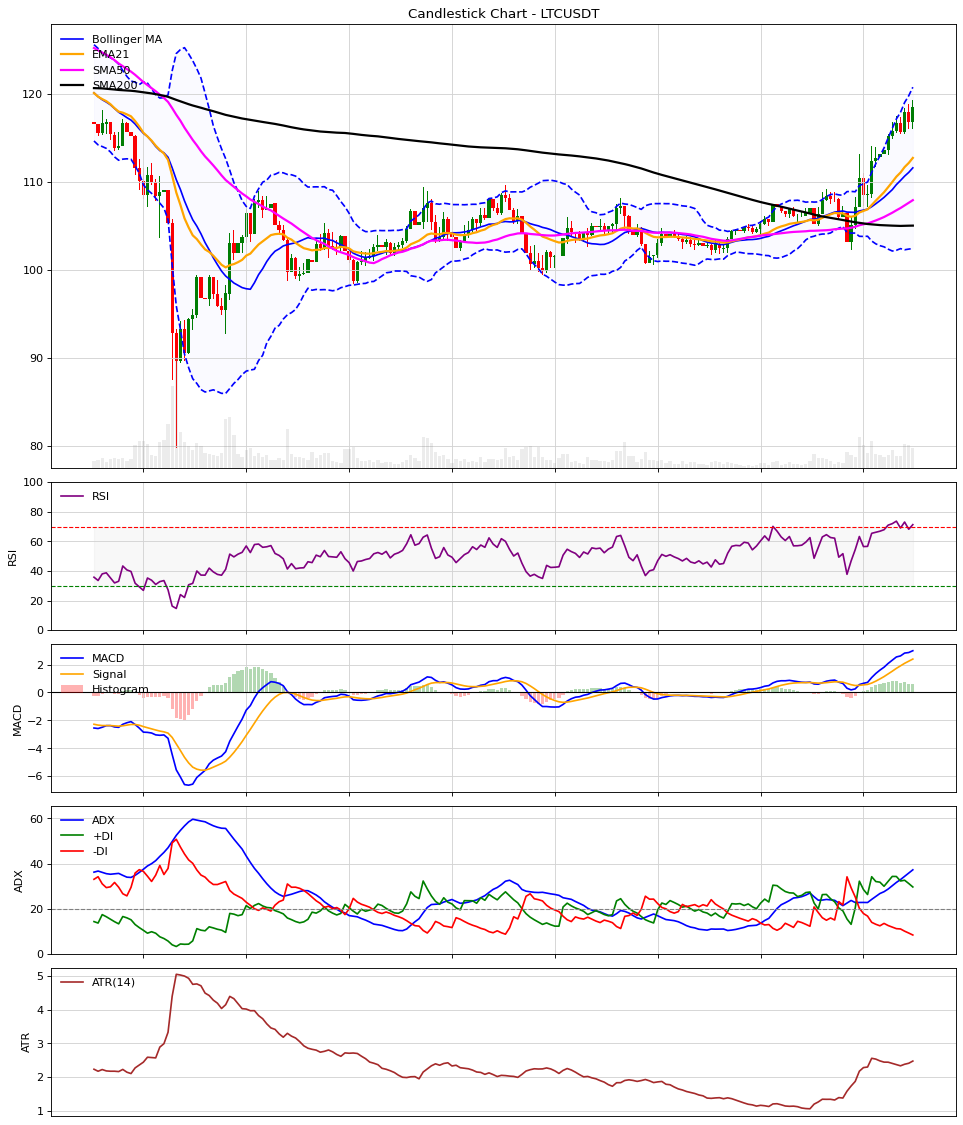 Candlestick Chart - LTCUSDT
Bollinger MA
EMA21
SMA50
SMA200
120
110
100
90
80
RSI
100
80
60
40
20
0
RSI
MACD
Signal
Histogram
2
0
−2
−4
−6
MACD
ADX
+DI
-DI
60
40
20
0
ADX
ATR(14)
5
4
3
2
1
ATR